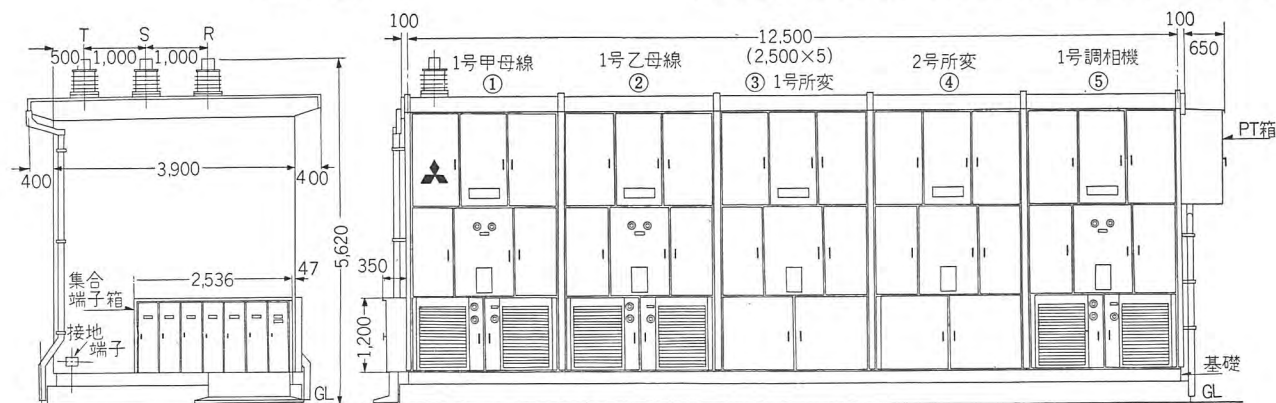 T S R
500 1,000 1,000
400 3,900 400
5,620
2,536 47
集合
端子箱
接地
端子
GL
100 12,500 100
(2,500×5) 650
1号甲母線 1号乙母線 2号所変 1号調相機
① ② ③ 1号所変 ④ ⑤
PT箱
350
1,200
基礎
GL